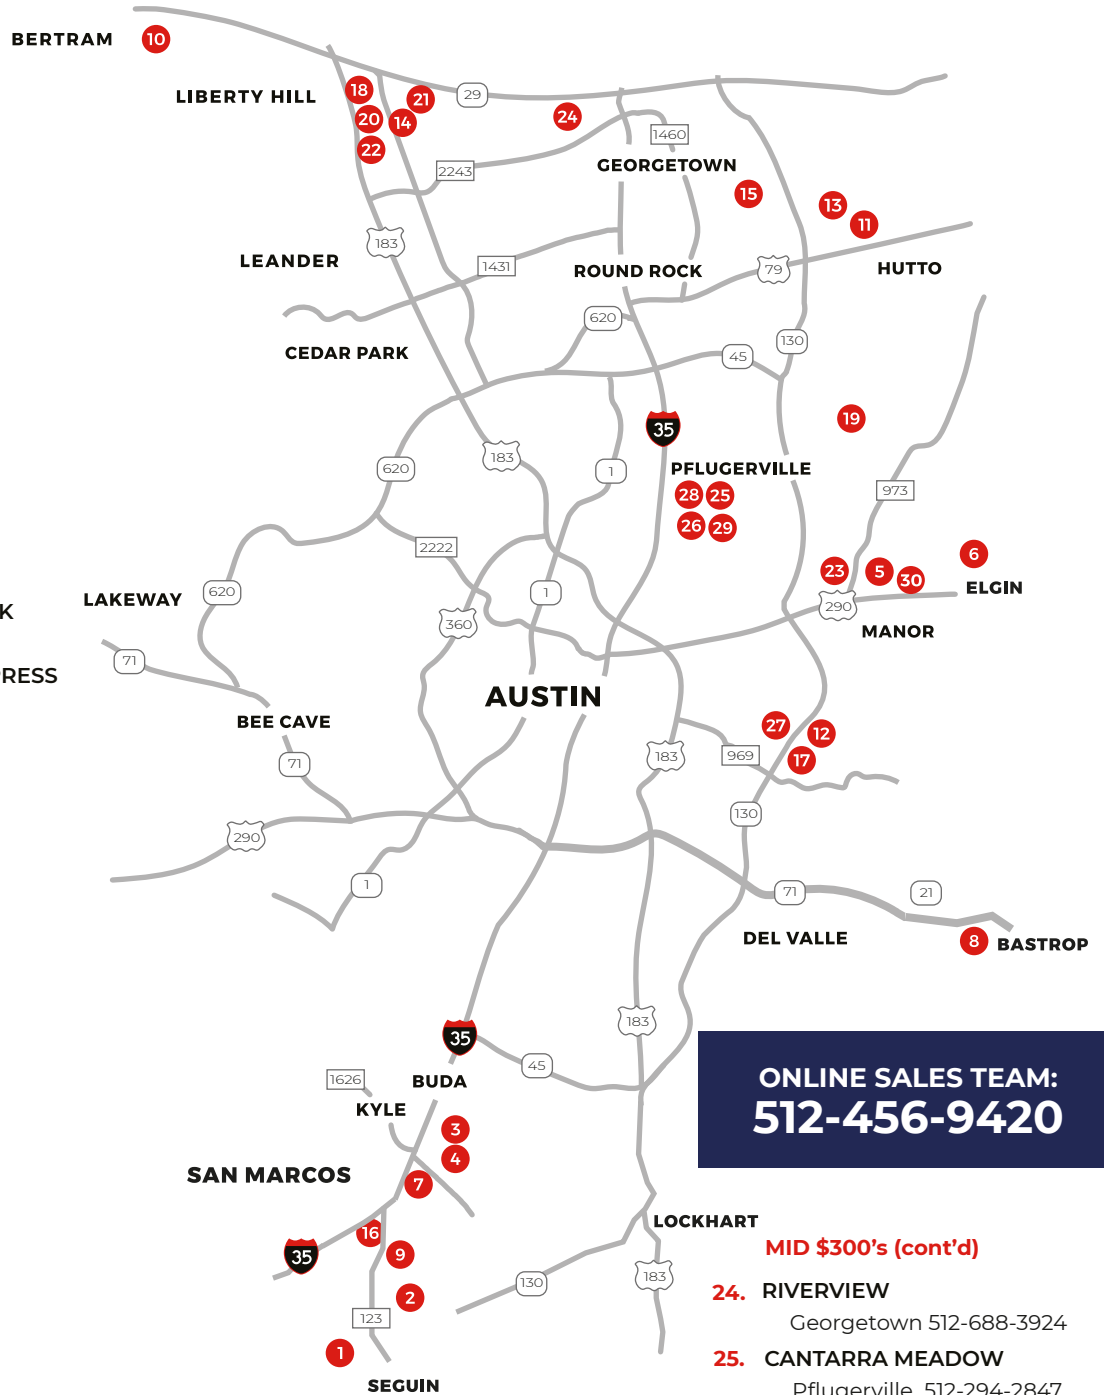 BERTRAM
10
LIBERTY HILL
18
21
29
20
14
24
22
1460
2243
GEORGETOWN
15
13
11
183
LEANDER
1431
ROUND ROCK
79
HUTTO
620
130
CEDAR PARK
45
19
35
183
620
1
PFLUGERVILLE
973
28
25
26
29
2222
6
23
5
30
ELGIN
LAKEWAY
620
1
290
K
360
MANOR
71
RESS
AUSTIN
BEE CAVE
27
12
183
969
17
71
130
290
1
71
21
DEL VALLE
8
BASTROP
183
35
45
1626
BUDA
KYLE
3
4
SAN MARCOS
7
16
9
35
LOCKHART
183
130
2
123
1
SEGUIN
ONLINE SALES TEAM:
512-456-9420
MID $300’s (cont’d)
24. RIVERVIEW
Georgetown 512-688-3924
25. CANTARRA MEADOW
Pflugerville 512-294-2847